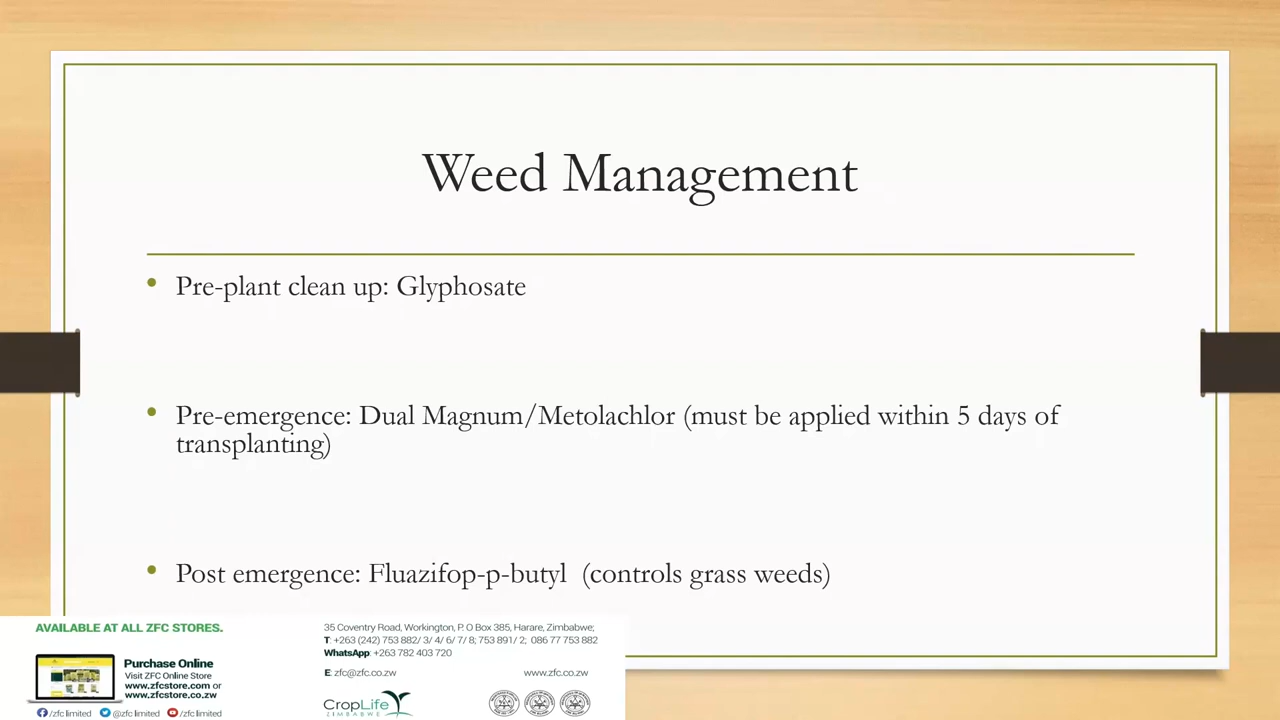 Weed Management
• Pre-plant clean up: Glyphosate
• Pre-emergence: Dual Magnum/Metolachlor (must be applied within 5 days of
transplanting)
• Post emergence: Fluazifop-p-butyl (controls grass weeds)
AVAILABLE AT ALL ZFC STORES.
Purchase Online
Visit ZFC Online Store
www.zfcstore.com or
www.zfcstore.co.zw
/zfc limited @zfc limited /zfc limited
35 Coventry Road, Workington, P. O Box 385, Harare, Zimbabwe;
T: +263 (242) 753 882/ 3/ 4/ 6/ 7/ 8; 753 891/ 2; 086 77 753 882
WhatsApp: +263 782 403 720
E: zfc@zfc.co.zw www.zfc.co.zw
CropLife
ZIMBABWE